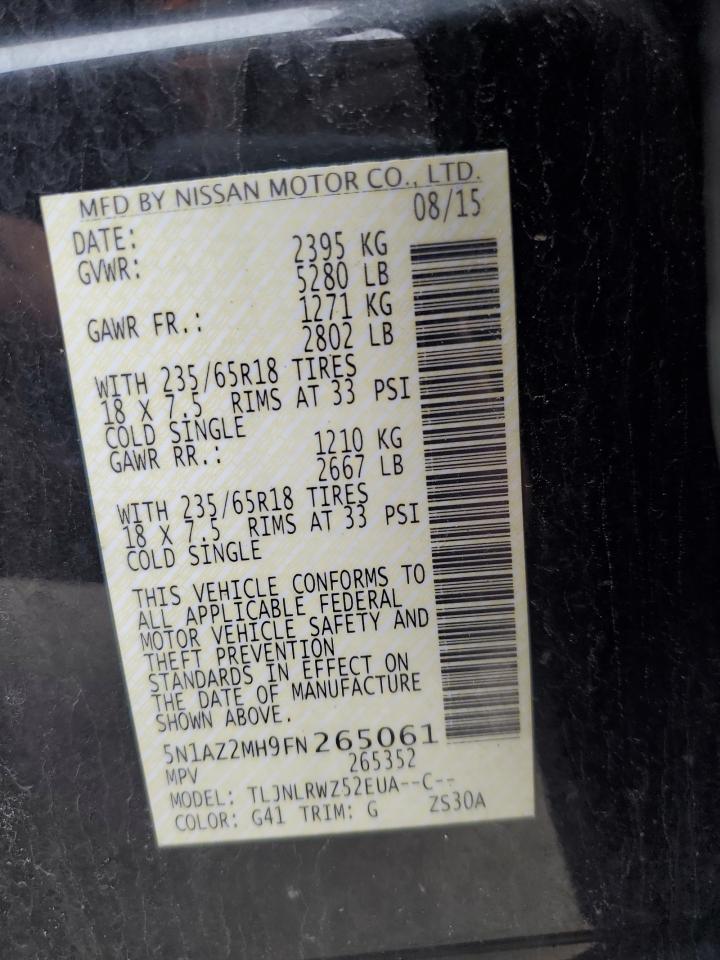 MFD BY NISSAN MOTOR CO., LTD.
DATE: 08/15
GVWR: 2395 KG
5280 LB
GAWR FR.: 1271 KG
2802 LB
WITH 235/65R18 TIRES
18 X 7.5 RIMS AT 33 PSI
COLD SINGLE
GAWR RR.: 1210 KG
2667 LB
WITH 235/65R18 TIRES
18 X 7.5 RIMS AT 33 PSI
COLD SINGLE
THIS VEHICLE CONFORMS TO
ALL APPLICABLE FEDERAL
MOTOR VEHICLE SAFETY AND
THEFT PREVENTION
STANDARDS IN EFFECT ON
THE DATE OF MANUFACTURE
SHOWN ABOVE.
5N1AZ2MH9FN265061
MPV 265352
MODEL: TLJNLRWZ52EUA--C--
COLOR: G41 TRIM: G ZS30A